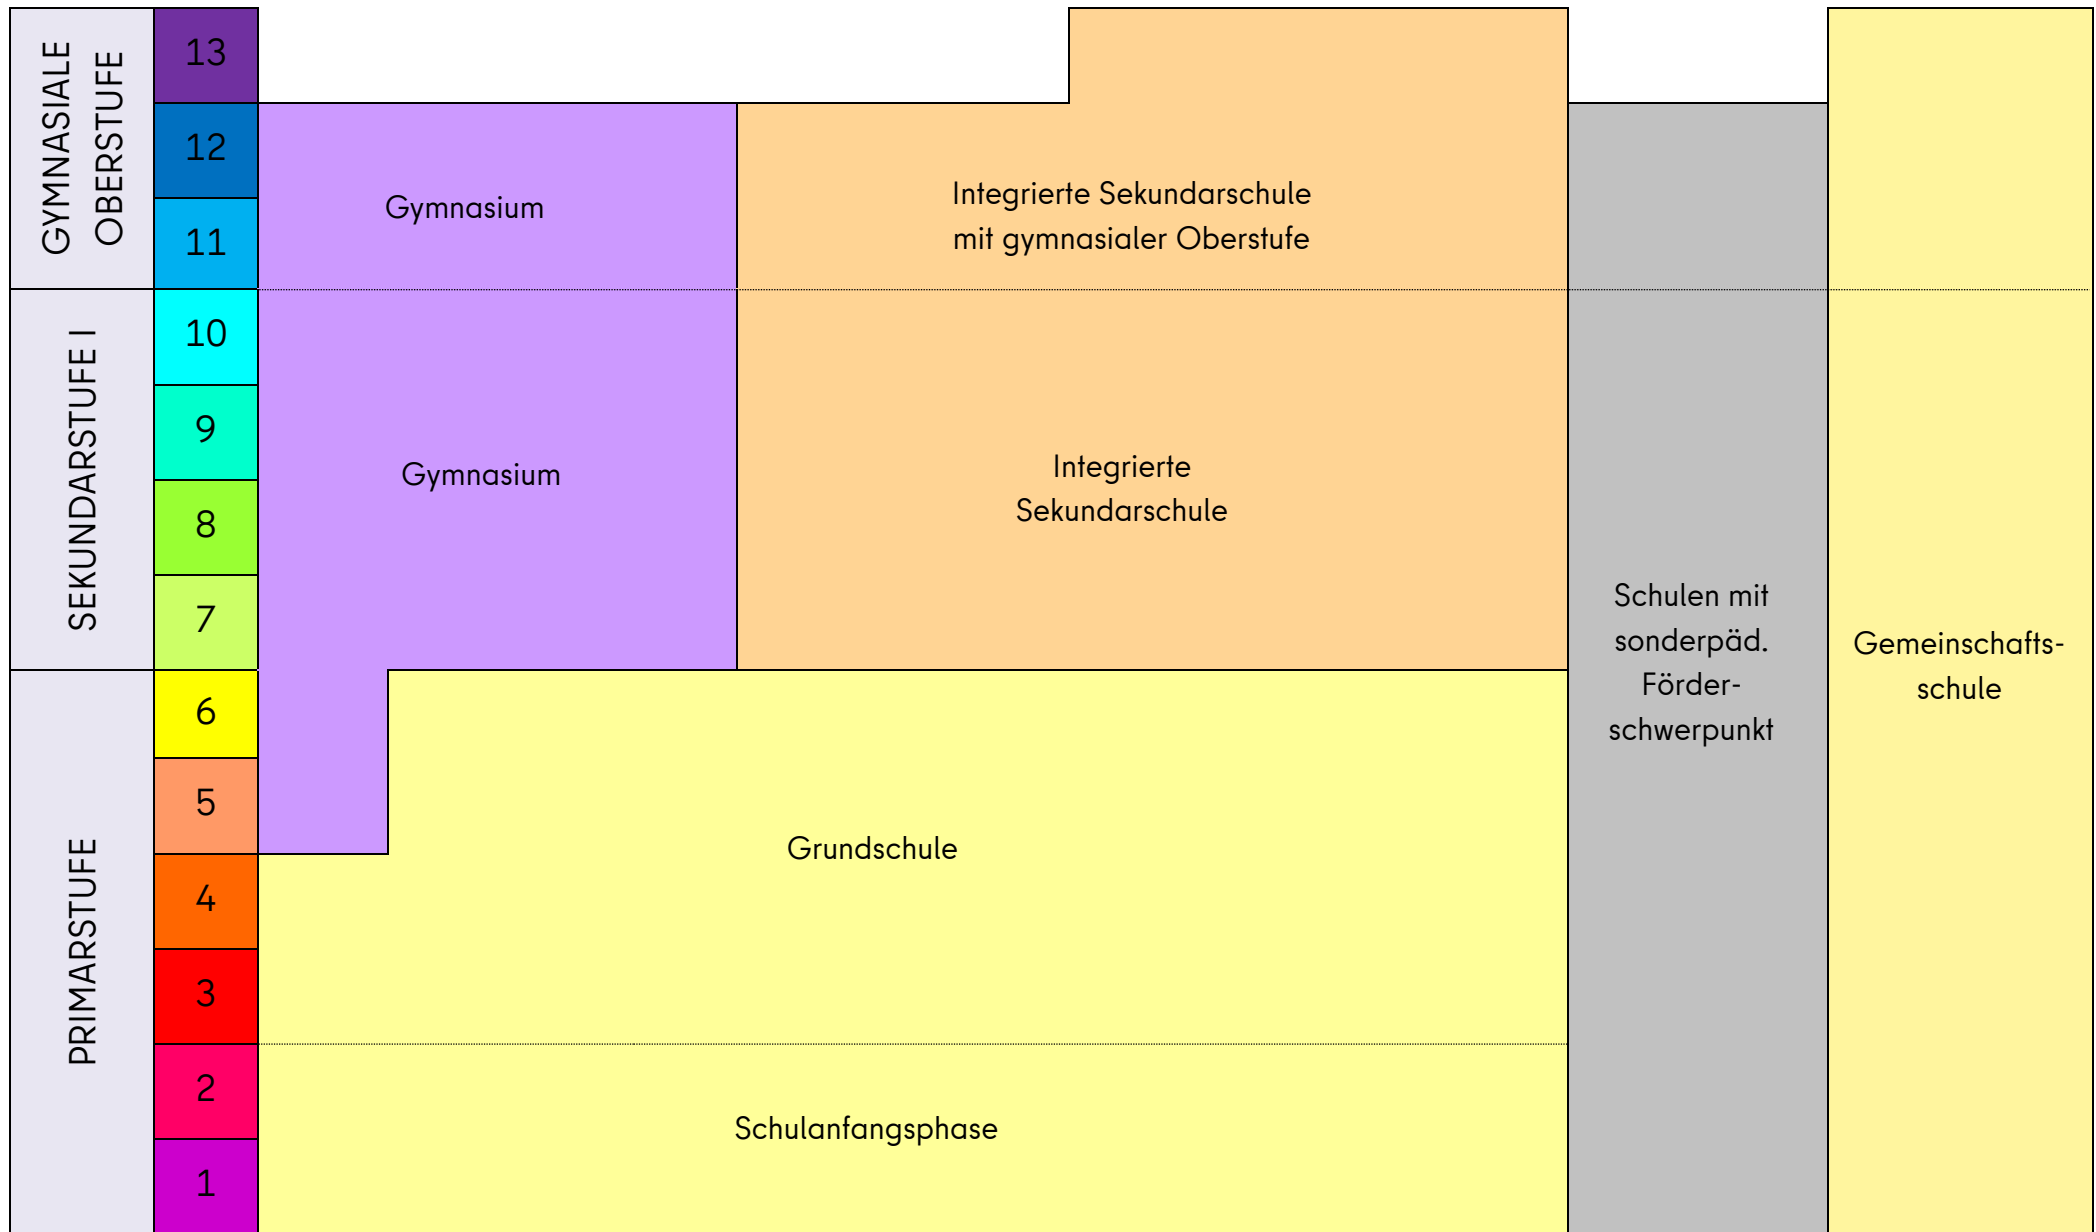 GYMNASIALE
OBERSTUFE
13
12
11
Gymnasium
Integrierte Sekundarschule
mit gymnasialer Oberstufe
SEKUNDARSTUFE I
10
9
8
7
Gymnasium
Integrierte
Sekundarschule
Schulen mit
sonderpäd.
Förder-
schwerpunkt
Gemeinschafts-
schule
PRIMARSTUFE
6
5
4
3
2
1
Grundschule
Schulanfangsphase